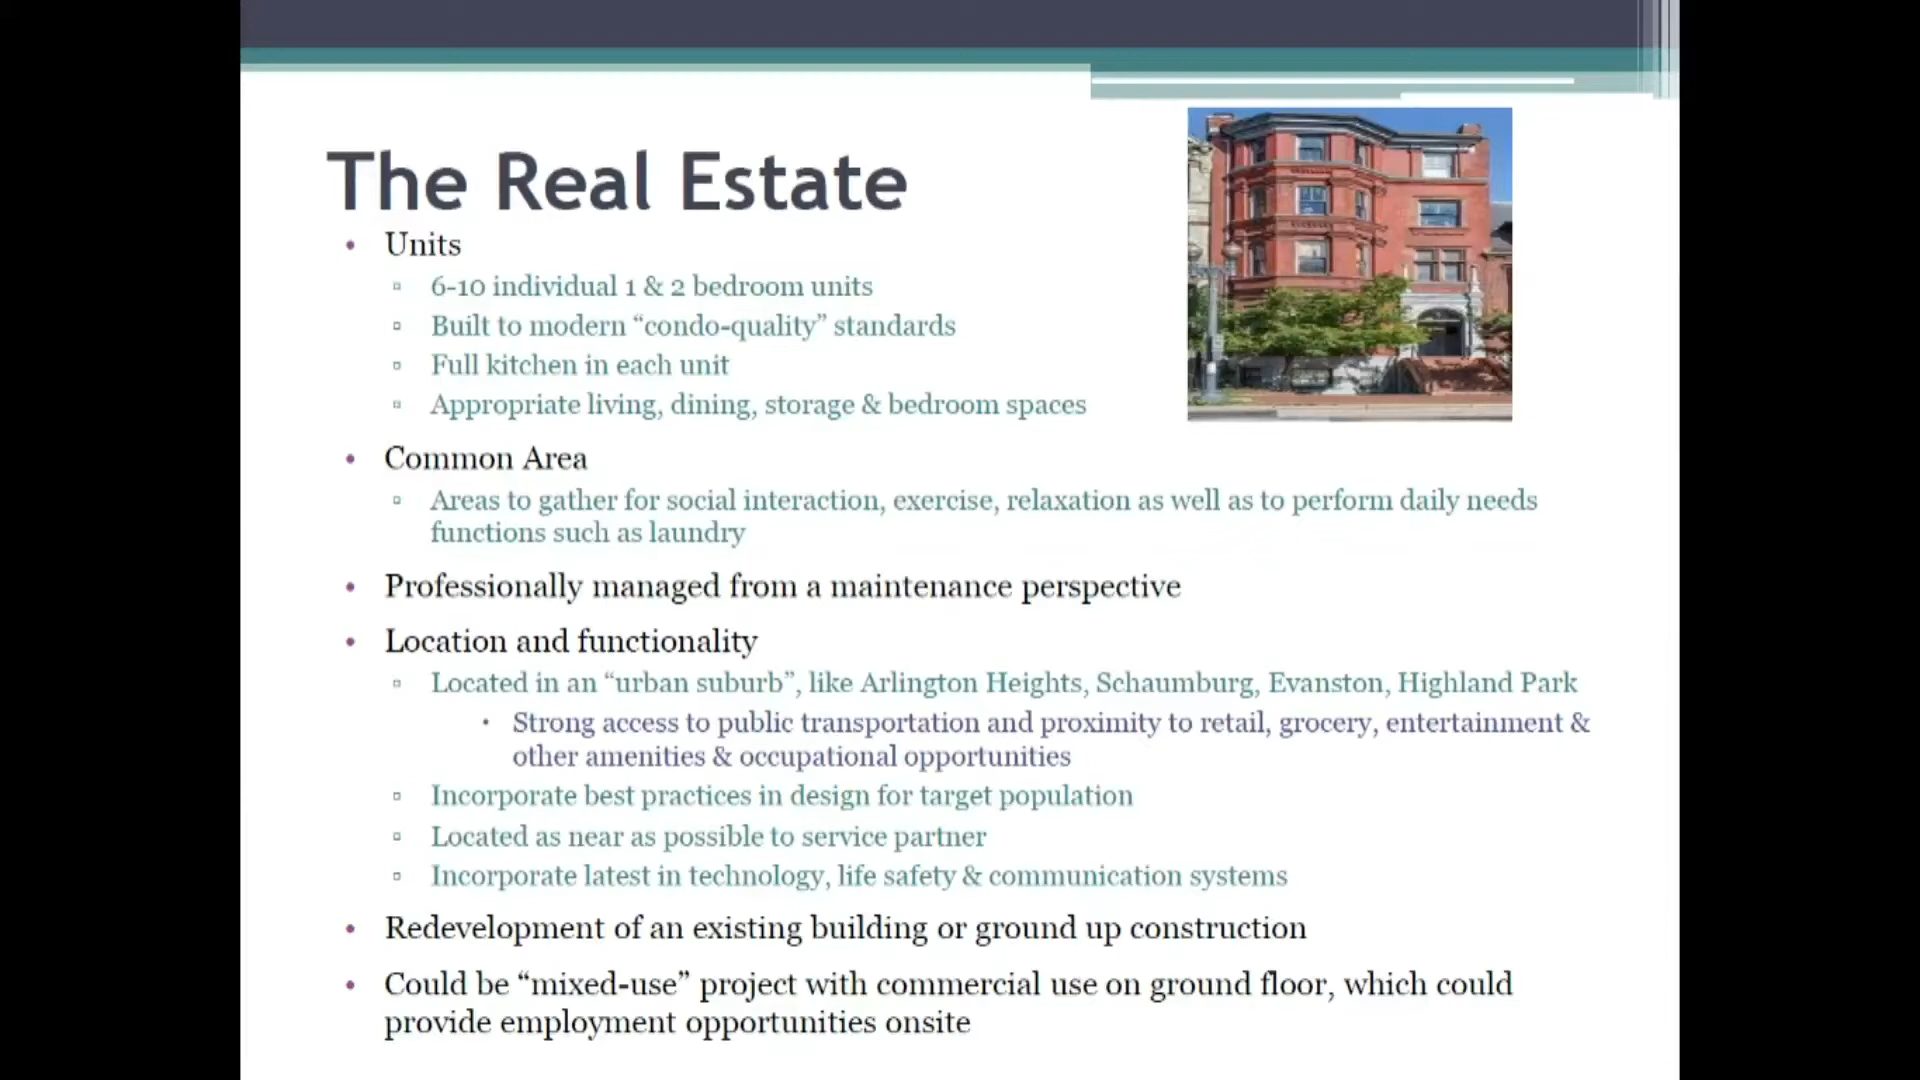 The Real Estate
• Units
▫ 6-10 individual 1 & 2 bedroom units
▫ Built to modern “condo-quality” standards
▫ Full kitchen in each unit
▫ Appropriate living, dining, storage & bedroom spaces
• Common Area
▫ Areas to gather for social interaction, exercise, relaxation as well as to perform daily needs
functions such as laundry
• Professionally managed from a maintenance perspective
• Location and functionality
▫ Located in an “urban suburb”, like Arlington Heights, Schaumburg, Evanston, Highland Park
• Strong access to public transportation and proximity to retail, grocery, entertainment &
other amenities & occupational opportunities
▫ Incorporate best practices in design for target population
▫ Located as near as possible to service partner
▫ Incorporate latest in technology, life safety & communication systems
• Redevelopment of an existing building or ground up construction
• Could be “mixed-use” project with commercial use on ground floor, which could
provide employment opportunities onsite